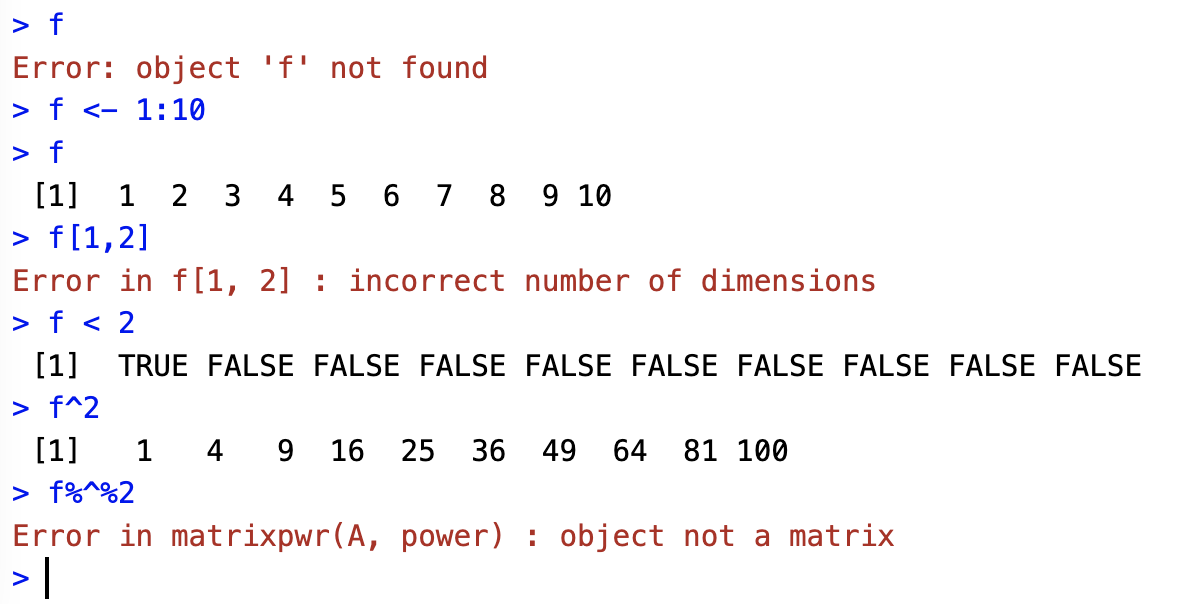 > f
Error: object 'f' not found
> f <- 1:10
> f
 [1]  1  2  3  4  5  6  7  8  9 10
> f[1,2]
Error in f[1, 2] : incorrect number of dimensions
> f < 2
 [1]  TRUE FALSE FALSE FALSE FALSE FALSE FALSE FALSE FALSE FALSE
> f^2
 [1]   1   4   9  16  25  36  49  64  81 100
> f%^%2
Error in matrixpwr(A, power) : object not a matrix
>